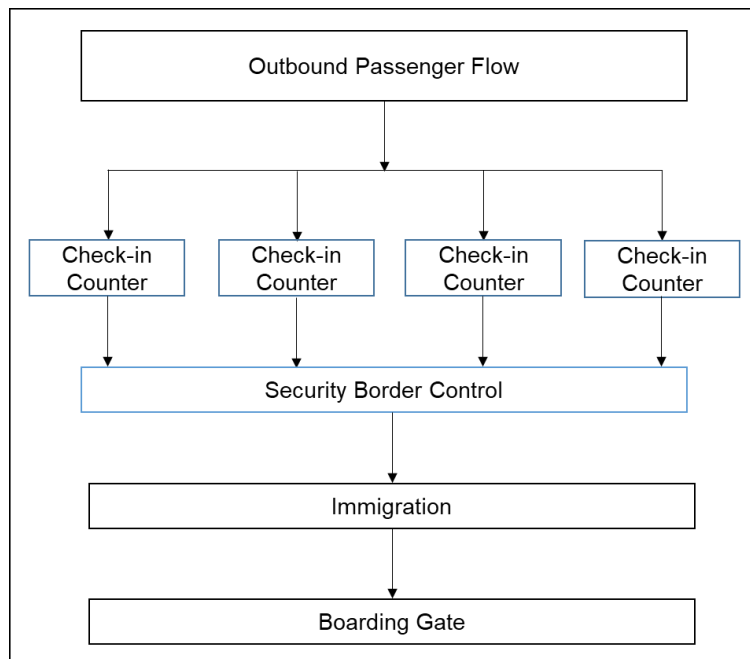 Outbound Passenger Flow
Check-in
Counter
Check-in
Counter
Check-in
Counter
Check-in
Counter
Security Border Control
Immigration
Boarding Gate